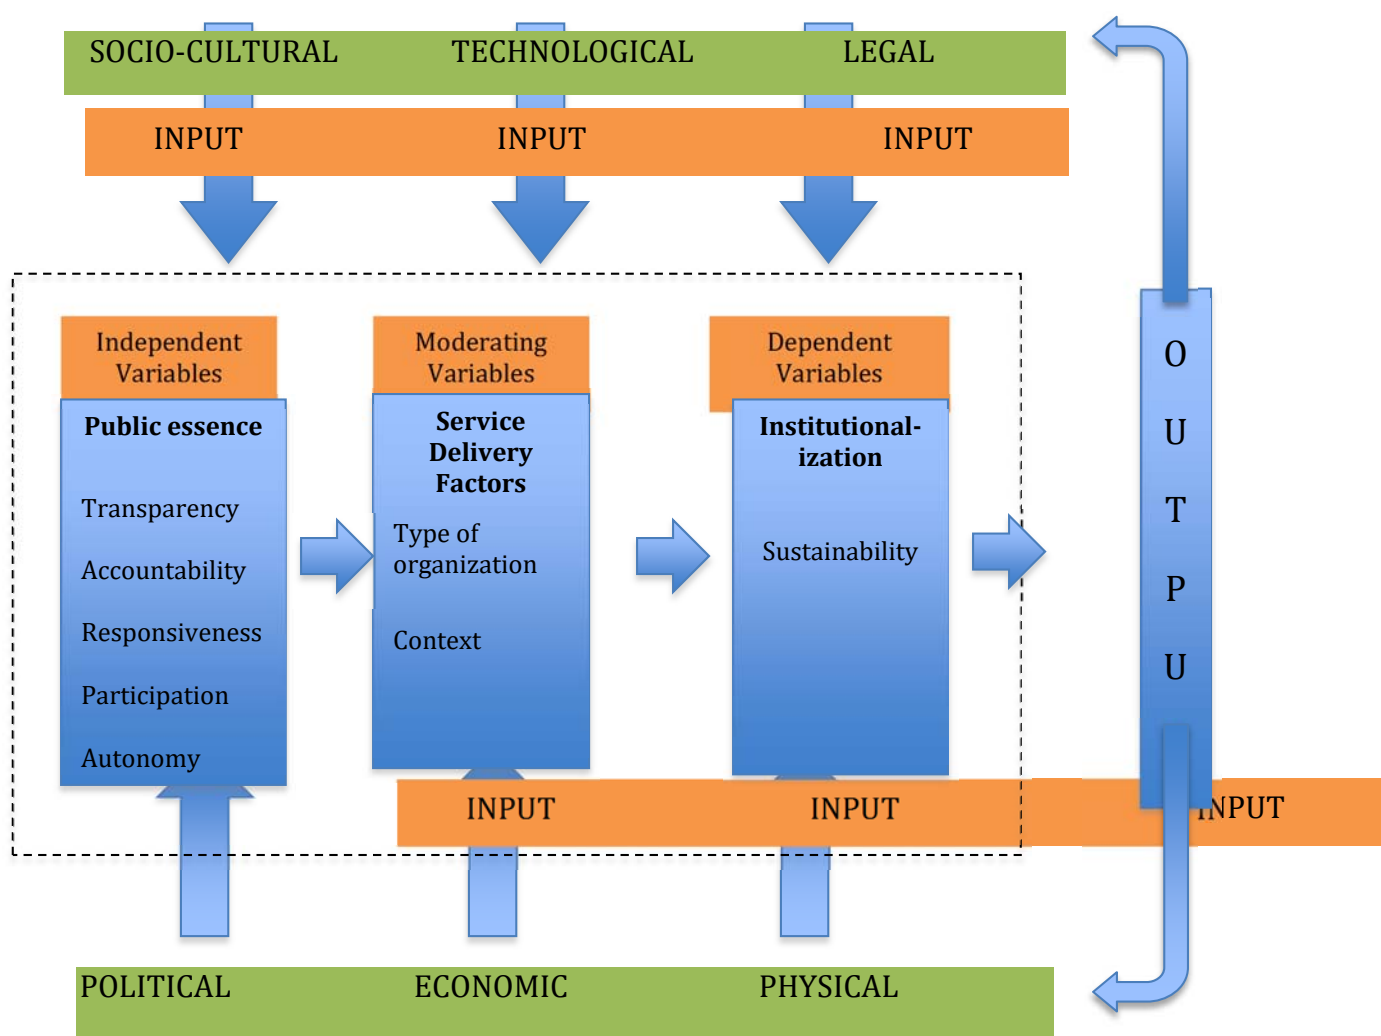 SOCIO-CULTURAL TECHNOLOGICAL LEGAL
INPUT INPUT INPUT
Independent
Variables
Public essence
Transparency
Accountability
Responsiveness
Participation
Autonomy
Moderating
Variables
Service
Delivery
Factors
Type of
organization
Context
Dependent
Variables
Institutional-
ization
Sustainability
O
U
T
P
U
INPUT INPUT INPUT
POLITICAL ECONOMIC PHYSICAL